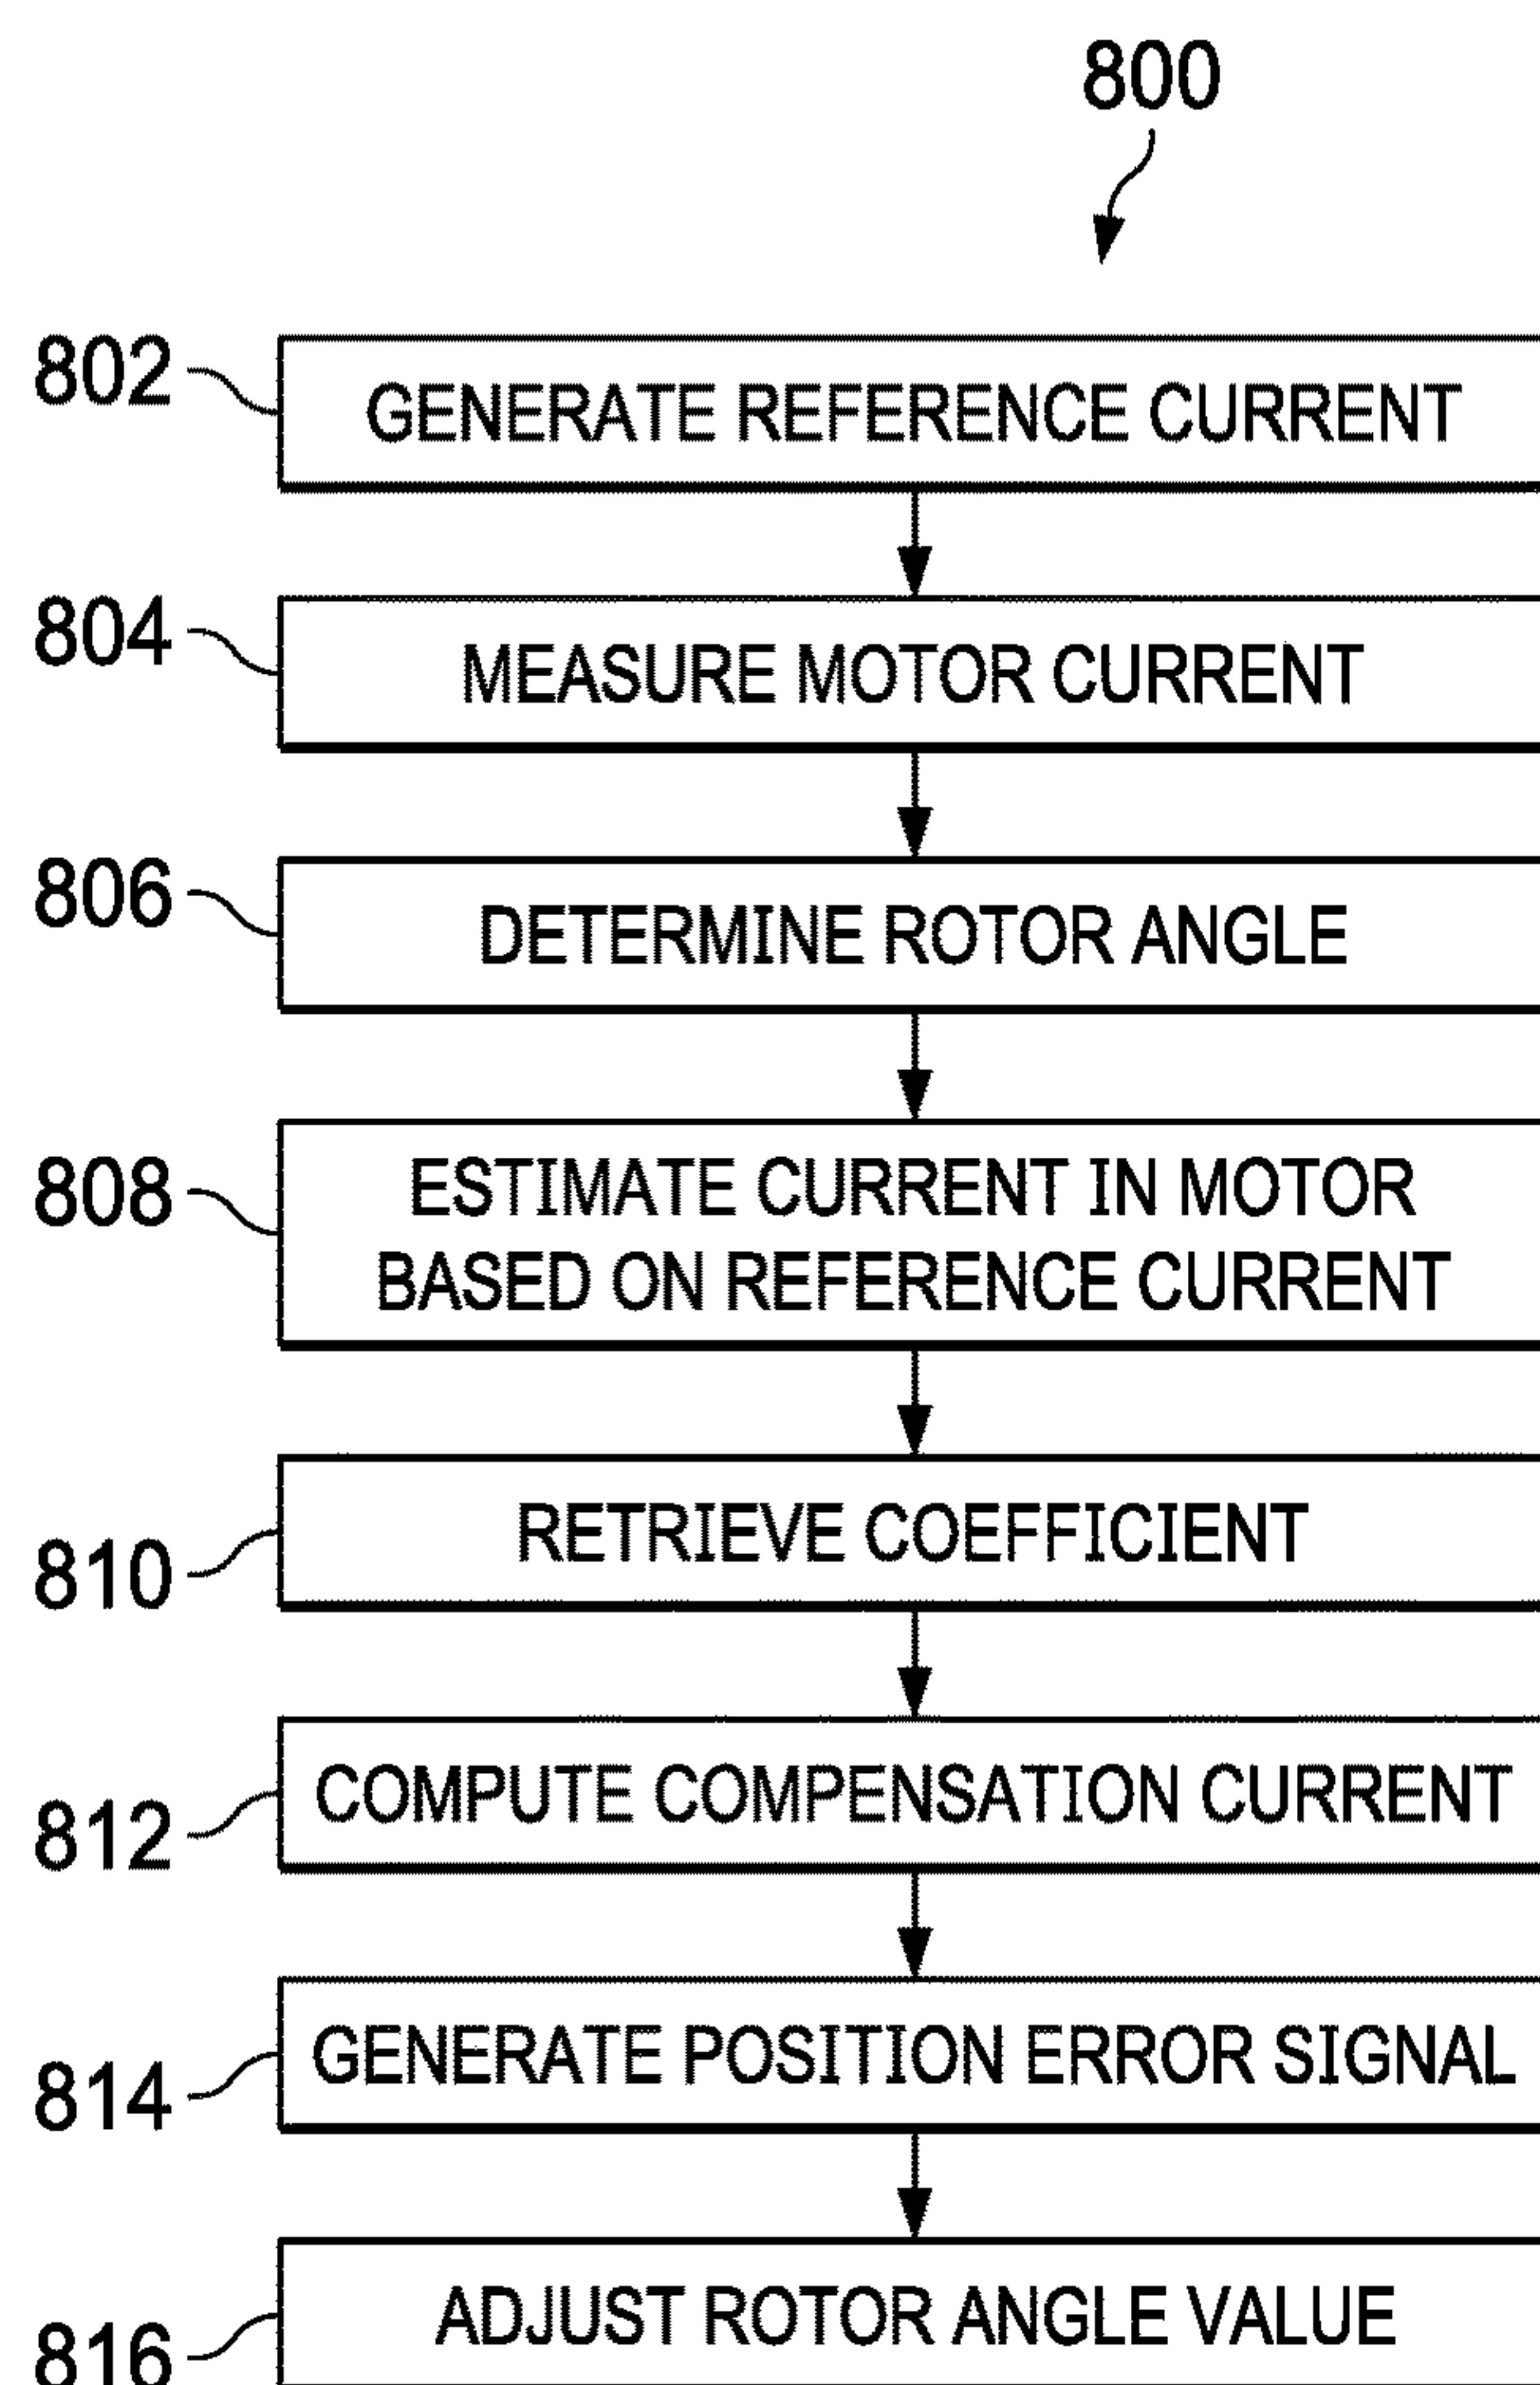 800
802
GENERATE REFERENCE CURRENT
804
MEASURE MOTOR CURRENT
806
DETERMINE ROTOR ANGLE
808
ESTIMATE CURRENT IN MOTOR
BASED ON REFERENCE CURRENT
810
RETRIEVE COEFFICIENT
812
COMPUTE COMPENSATION CURRENT
814
GENERATE POSITION ERROR SIGNAL
816
ADJUST ROTOR ANGLE VALUE